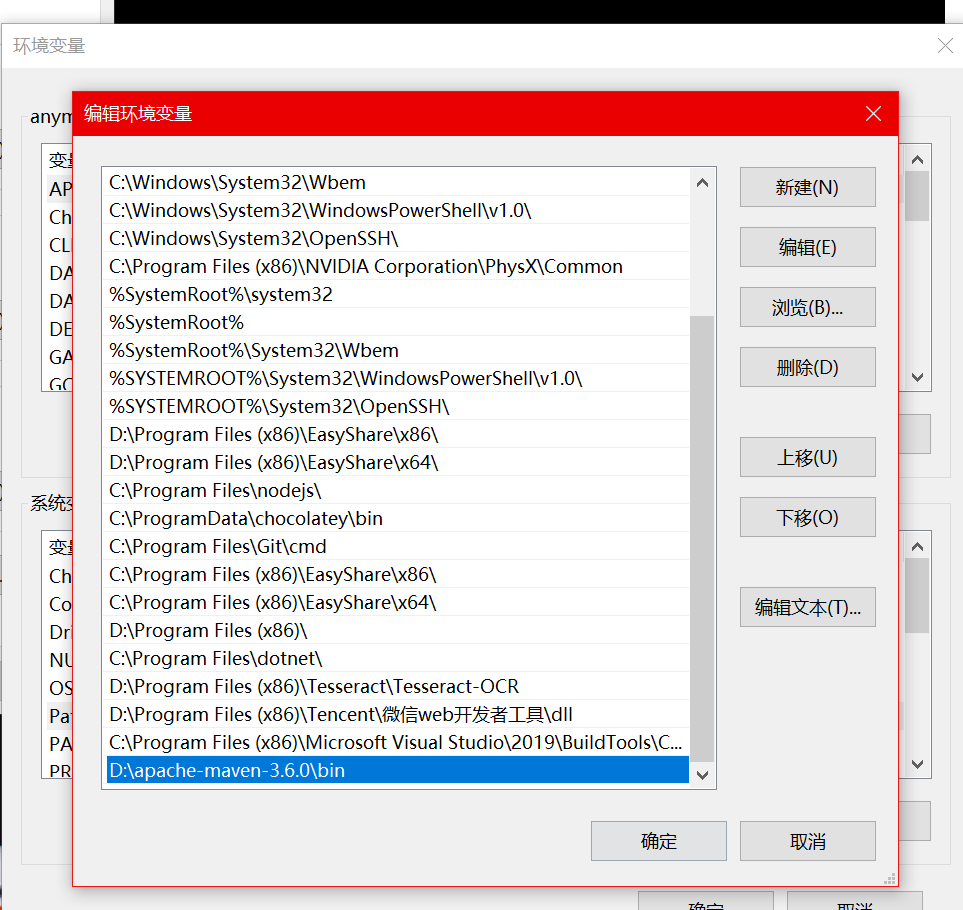 环境变量
编辑环境变量
C:\Windows\System32\Wbem
C:\Windows\System32\WindowsPowerShell\v1.0\
C:\Windows\System32\OpenSSH\
C:\Program Files (x86)\NVIDIA Corporation\PhysX\Common
%SystemRoot%\system32
%SystemRoot%
%SystemRoot%\System32\Wbem
%SYSTEMROOT%\System32\WindowsPowerShell\v1.0\
%SYSTEMROOT%\System32\OpenSSH\
D:\Program Files (x86)\EasyShare\x86\
D:\Program Files (x86)\EasyShare\x64\
C:\Program Files\nodejs\
C:\ProgramData\chocolatey\bin
C:\Program Files\Git\cmd
C:\Program Files (x86)\EasyShare\x86\
C:\Program Files (x86)\EasyShare\x64\
D:\Program Files (x86)\
C:\Program Files\dotnet\
D:\Program Files (x86)\Tesseract\Tesseract-OCR
D:\Program Files (x86)\Tencent\微信web开发者工具\dll
C:\Program Files (x86)\Microsoft Visual Studio\2019\BuildTools\C...
D:\apache-maven-3.6.0\bin
新建(N)
编辑(E)
浏览(B)...
删除(D)
上移(U)
下移(O)
编辑文本(T)...
确定
取消
AP
Ch
CL
DA
DA
DE
GA
GO
系统
Ch
Co
Dri
NU
OS
Pa
PA
PR
确定
取消